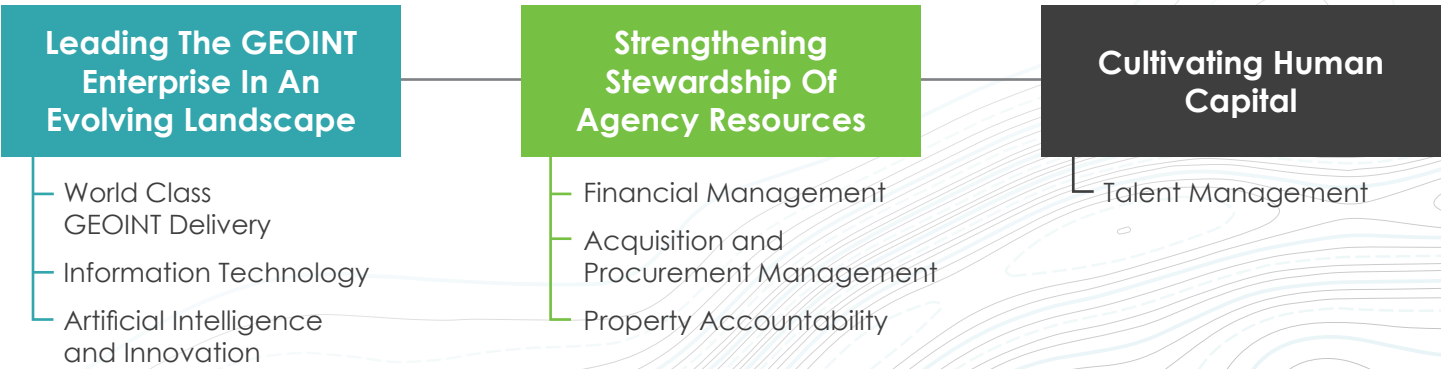 Leading The GEOINT
Enterprise In An
Evolving Landscape
World Class
GEOINT Delivery
Information Technology
Artificial Intelligence
and Innovation
Strengthening
Stewardship Of
Agency Resources
Financial Management
Acquisition and
Procurement Management
Property Accountability
Cultivating Human
Capital
Talent Management